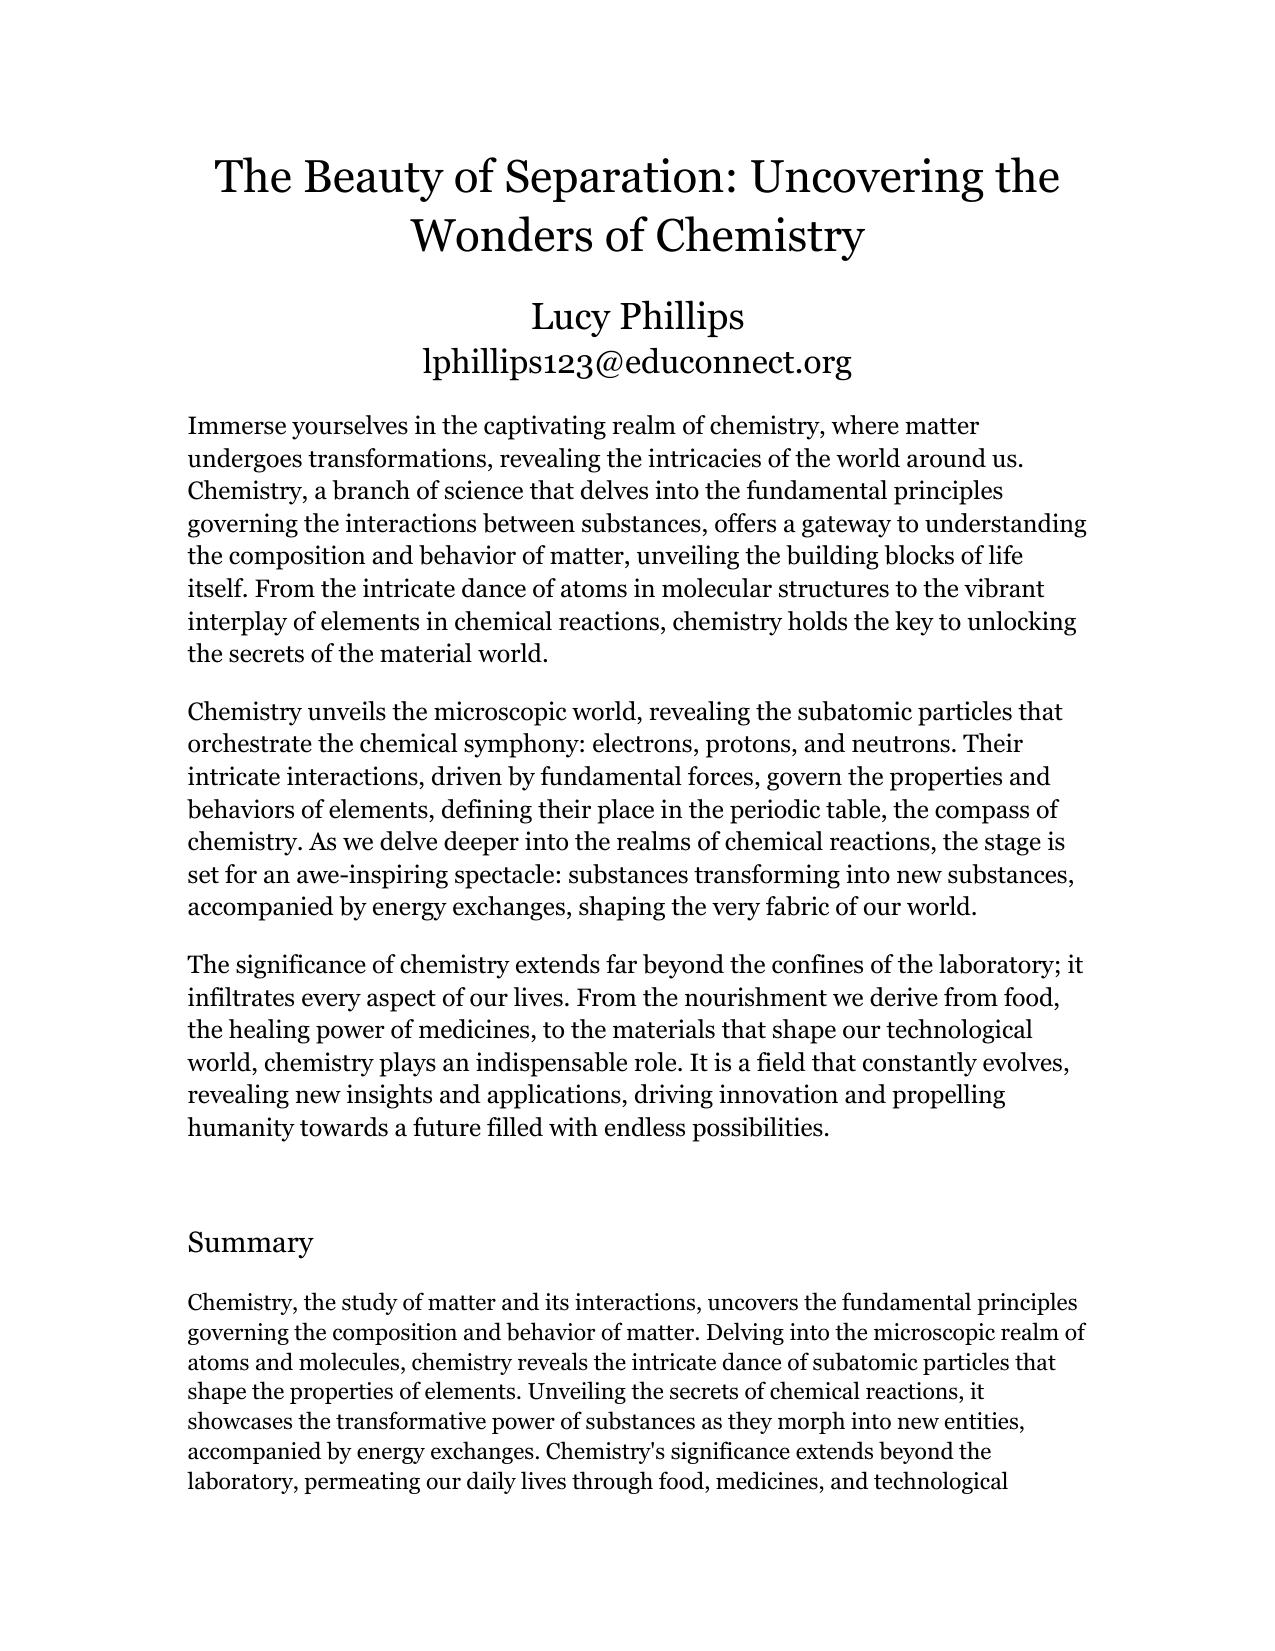 The Beauty of Separation: Uncovering the
Wonders of Chemistry
Lucy Phillips
lphillips123@educonnect.org
Immerse yourselves in the captivating realm of chemistry, where matter
undergoes transformations, revealing the intricacies of the world around us.
Chemistry, a branch of science that delves into the fundamental principles
governing the interactions between substances, offers a gateway to understanding
the composition and behavior of matter, unveiling the building blocks of life
itself. From the intricate dance of atoms in molecular structures to the vibrant
interplay of elements in chemical reactions, chemistry holds the key to unlocking
the secrets of the material world.
Chemistry unveils the microscopic world, revealing the subatomic particles that
orchestrate the chemical symphony: electrons, protons, and neutrons. Their
intricate interactions, driven by fundamental forces, govern the properties and
behaviors of elements, defining their place in the periodic table, the compass of
chemistry. As we delve deeper into the realms of chemical reactions, the stage is
set for an awe-inspiring spectacle: substances transforming into new substances,
accompanied by energy exchanges, shaping the very fabric of our world.
The significance of chemistry extends far beyond the confines of the laboratory; it
infiltrates every aspect of our lives. From the nourishment we derive from food,
the healing power of medicines, to the materials that shape our technological
world, chemistry plays an indispensable role. It is a field that constantly evolves,
revealing new insights and applications, driving innovation and propelling
humanity towards a future filled with endless possibilities.
Summary
Chemistry, the study of matter and its interactions, uncovers the fundamental principles
governing the composition and behavior of matter. Delving into the microscopic realm of
atoms and molecules, chemistry reveals the intricate dance of subatomic particles that
shape the properties of elements. Unveiling the secrets of chemical reactions, it
showcases the transformative power of substances as they morph into new entities,
accompanied by energy exchanges. Chemistry's significance extends beyond the
laboratory, permeating our daily lives through food, medicines, and technological